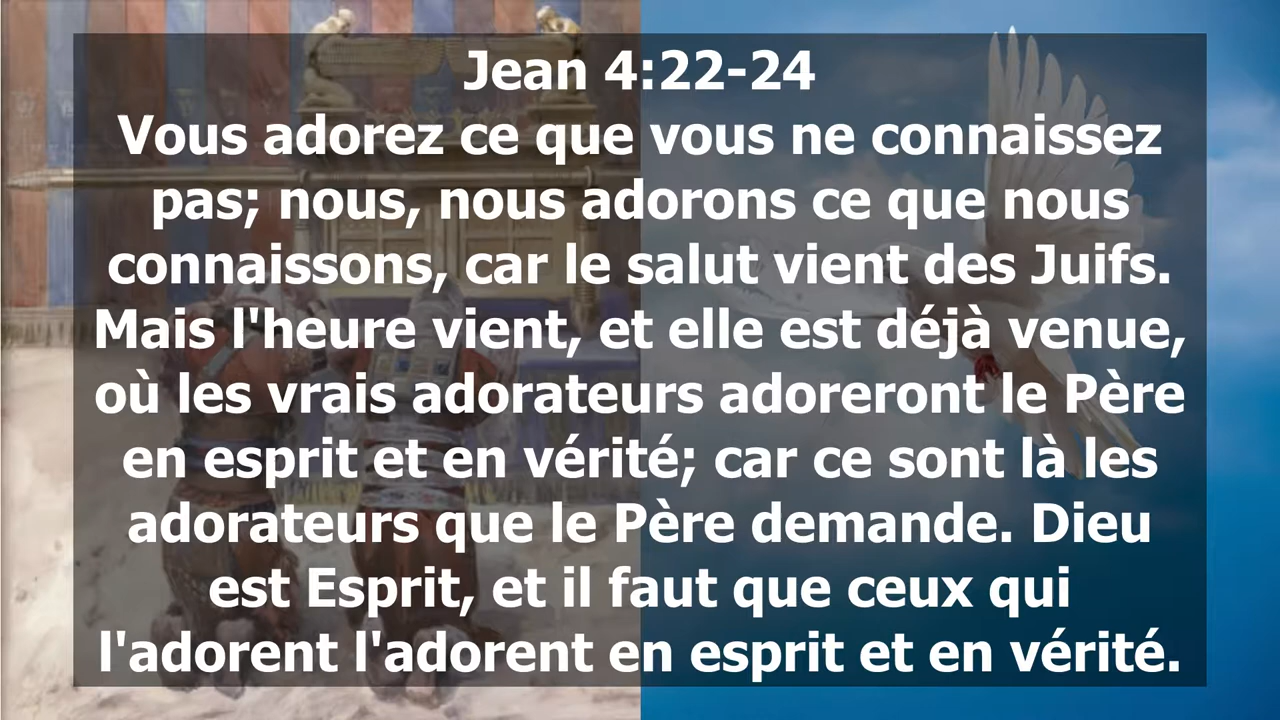 Jean 4:22-24
Vous adorez ce que vous ne connaissez
pas; nous, nous adorons ce que nous
connaissons, car le salut vient des Juifs.
Mais l'heure vient, et elle est déjà venue,
où les vrais adorateurs adoreront le Père
en esprit et en vérité; car ce sont là les
adorateurs que le Père demande. Dieu
est Esprit, et il faut que ceux qui
l'adorent l'adorent en esprit et en vérité.